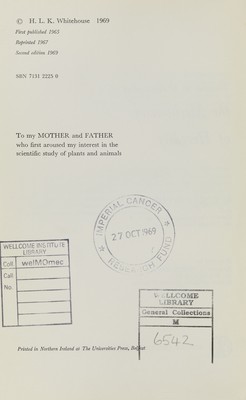 © H. L. K. Whitehouse 1969
First published 1965
Reprinted 1967
Second edition 1969
SBN 7131 2225 0
To my MOTHER and FATHER
who first aroused my interest in the
scientific study of plants and animals
IMPERIAL CANCER
27 OCT 1969
RESEARCH FUND
WELLCOME INSTITUTE
LIBRARY
Coll. welMOmec
Call
No.
WELLCOME
LIBRARY
General Collections
M
6542
Printed in Northern Ireland at The Universities Press, Belfast